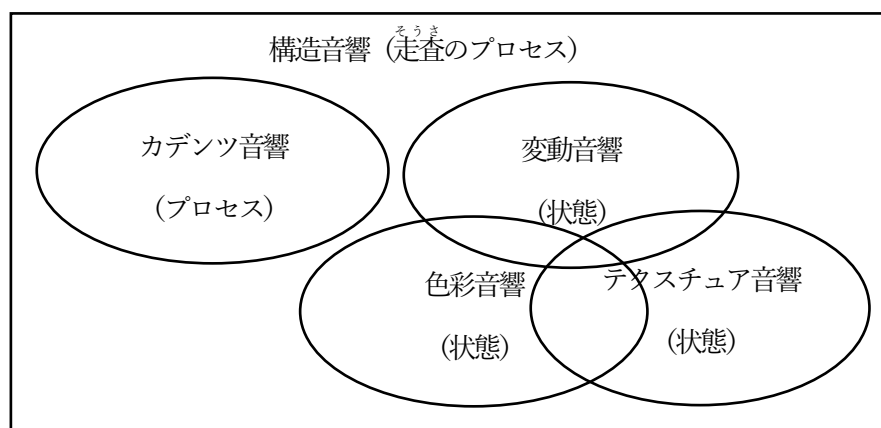 そうさ
構造音響（走査のプロセス）
カデンツ音響
（プロセス）
変動音響
（状態）
色彩音響
（状態）
テクスチュア音響
（状態）